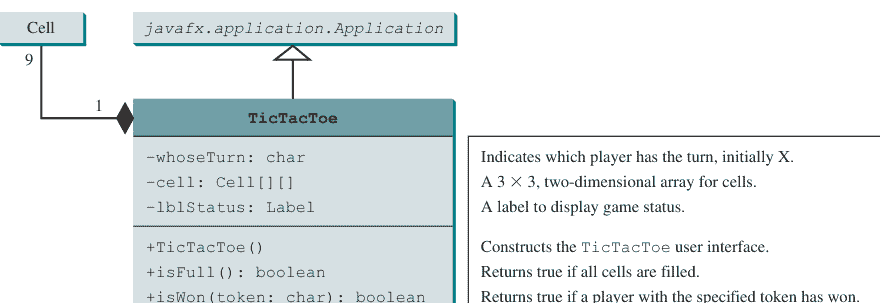 Cell
javafx.application.Application
9
1
TicTacToe
-whoseTurn: char
Indicates which player has the turn, initially X.
-cell: Cell[][]
A 3 × 3, two-dimensional array for cells.
-lblStatus: Label
A label to display game status.
+TicTacToe()
Constructs the TicTacToe user interface.
+isFull(): boolean
Returns true if all cells are filled.
+isWon(token: char): boolean
Returns true if a player with the specified token has won.